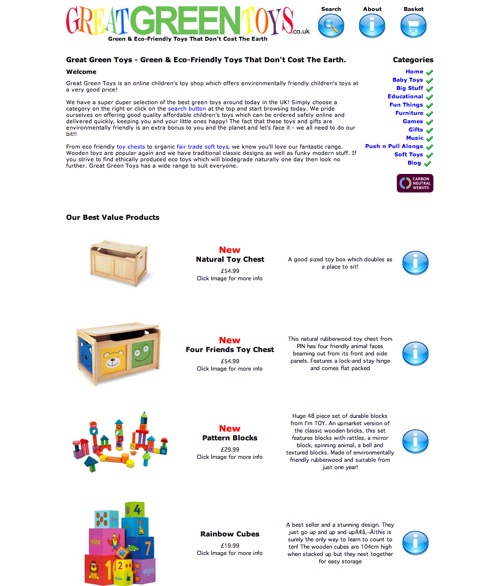 GREATGREENTOYS.co.uk
Green & Eco-Friendly Toys That Don't Cost The Earth
Search
About
Basket
Great Green Toys - Green & Eco-Friendly Toys That Don't Cost The Earth.
Welcome
Great Green Toys is an online children's toy shop which offers environmentally friendly children's toys at
a very good price!
We have a super duper selection of the best green toys around today in the UK! Simply choose a
category on the right or click on the search button at the top and start browsing today. We pride
ourselves on offering good quality affordable children's toys which can be ordered safely online and
delivered quickly, keeping you and your little ones happy! The fact that these toys and gifts are
environmentally friendly is an extra bonus to you and the planet and let's face it - we all need to do our
bit!!
From eco friendly toy chests to organic fair trade soft toys, we know you'll love our fantastic range.
Wooden toys are popular again and we have traditional classic designs as well as funky modern stuff. If
you strive to find ethically produced eco toys which will biodegrade naturally one day then look no
further. Great Green Toys has a wide range to suit everyone.
Categories
Home
Baby Toys
Big Stuff
Educational
Fun Things
Furniture
Games
Gifts
Music
Push n Pull Alongs
Soft Toys
Blog
CARBON
NEUTRAL
WEBSITE
Our Best Value Products
New
Natural Toy Chest
£54.99
Click Image for more info
A good sized toy box which doubles as
a place to sit!
New
Four Friends Toy Chest
£54.99
Click Image for more info
This natural rubberwood toy chest from
PIN has four friendly animal faces
beaming out from its front and side
panels. Features a lock-and stay hinge
and comes flat packed
New
Pattern Blocks
£29.99
Click Image for more info
Huge 48 piece set of durable blocks
from I'm TOY. An upmarket version of
the classic wooden bricks, this set
features blocks with rattles, a mirror
block, spinning animal, a bell and
textured blocks. Made of environmentally
friendly rubberwood and suitable from
just one year!
4
2
1
7
Rainbow Cubes
£19.99
Click Image for more info
A best seller and a stunning design. They
just go up and up and upÃ¢â‚¬Â¦this is
surely the only way to learn to count to
ten! The wooden cubes are 104cm high
when stacked up but they nest together
for easy storage